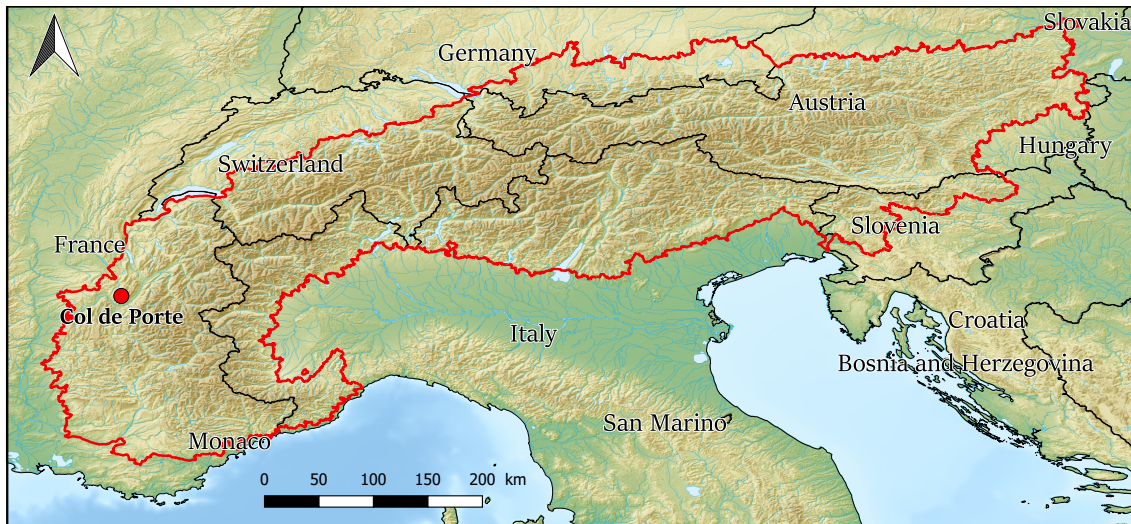 Slovakia
Germany
Austria
Hungary
Switzerland
Slovenia
France
Col de Porte
Croatia
Italy
Bosnia and Herzegovina
San Marino
Monaco
0 50 100 150 200 km